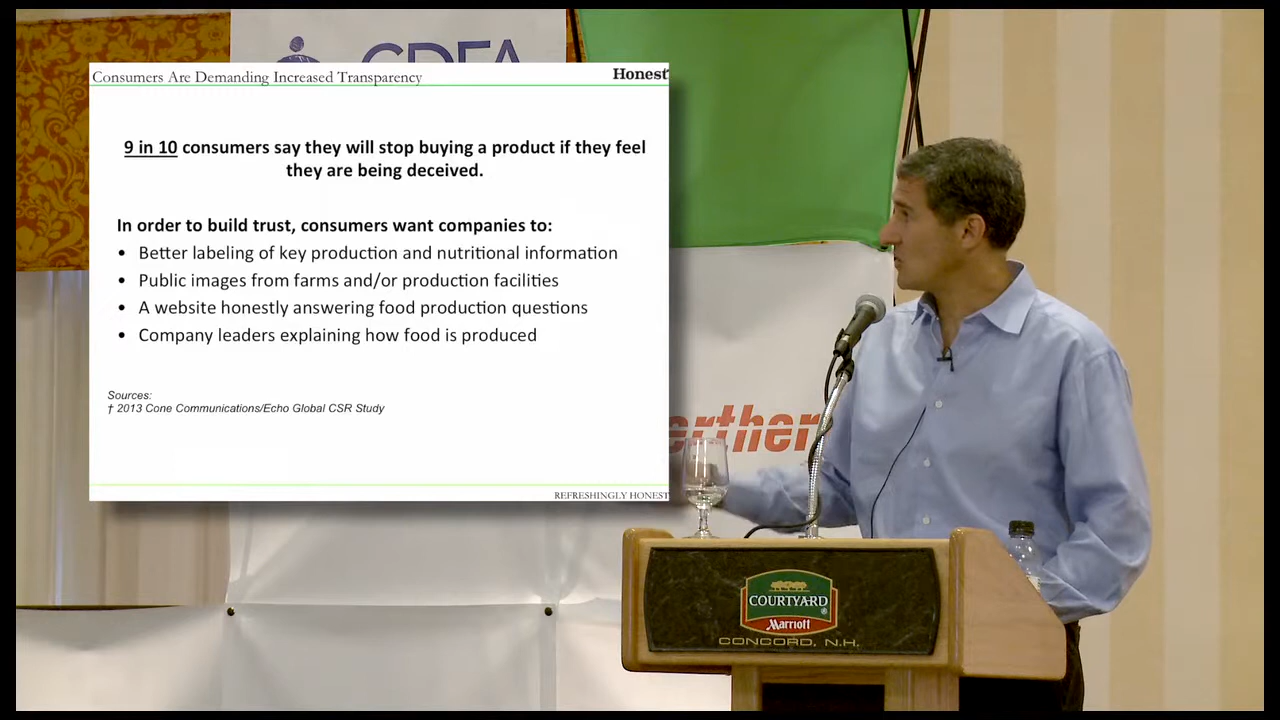 CDFA
Consumers Are Demanding Increased Transparency
Honest
9 in 10 consumers say they will stop buying a product if they feel
they are being deceived.
In order to build trust, consumers want companies to:
• Better labeling of key production and nutritional information
• Public images from farms and/or production facilities
• A website honestly answering food production questions
• Company leaders explaining how food is produced
Sources:
† 2013 Cone Communications/Echo Global CSR Study
REFRESHINGLY HONEST
erther
COURTYARD
®
Marriott
CONCORD, N.H.